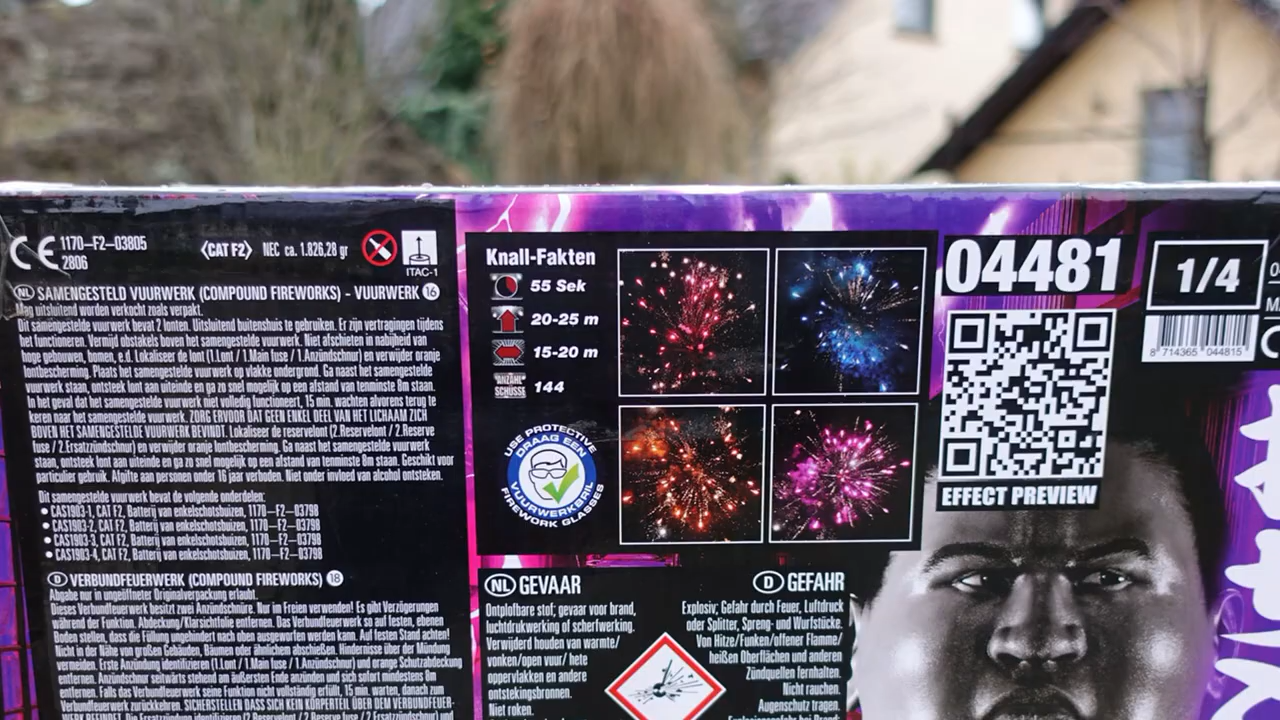 CE 1170-F2-03805
2806
CAT F2
NEC ca. 1.826,28 gr
ITAC-1
NL SAMENGESTELD VUURWERK (COMPOUND FIREWORKS) - VUURWERK 16
Mag uitsluitend worden verkocht zoals verpakt.
Dit samengestelde vuurwerk bevat 2 lonten. Uitsluitend buitenshuis te gebruiken. Er zijn vertragingen tijdens
het functioneren. Vermijd obstakels boven het samengestelde vuurwerk. Niet afschieten in nabijheid van
hoge gebouwen, bomen, e.d. Lokaliseer de lont (1.Lont / 1.Main fuse / 1.Anzündschnur) en verwijder oranje
lontbescherming. Plaats het samengestelde vuurwerk op vlakke ondergrond. Ga naast het samengestelde
vuurwerk staan, ontsteek lont aan uiteinde en ga zo snel mogelijk op een afstand van tenminste 8m staan.
In het geval dat het samengestelde vuurwerk niet volledig functioneert, 15 min. wachten alvorens terug te
keren naar het samengestelde vuurwerk. ZORG ERVOOR DAT GEEN ENKEL DEEL VAN HET LICHAAM ZICH
BOVEN HET SAMENGESTELDE VUURWERK BEVINDT. Lokaliseer de reservelont (2.Reservelont / 2.Reserve
fuse / 2.Ersatzzündschnur) en verwijder oranje lontbescherming. Ga naast het samengestelde vuurwerk
staan, ontsteek lont aan uiteinde en ga zo snel mogelijk op een afstand van tenminste 8m staan. Geschikt voor
particulier gebruik. Afgifte aan personen onder 16 jaar verboden. Niet onder invloed van alcohol ontsteken.
Dit samengestelde vuurwerk bevat de volgende onderdelen:
• CAS1903-1, CAT F2, Batterij van enkelschotsbuizen, 1170-F2-03798
• CAS1903-2, CAT F2, Batterij van enkelschotsbuizen, 1170-F2-03798
• CAS1903-3, CAT F2, Batterij van enkelschotsbuizen, 1170-F2-03798
• CAS1903-4, CAT F2, Batterij van enkelschotsbuizen, 1170-F2-03798
D VERBUNDFEUERWERK (COMPOUND FIREWORKS) 18
Abgabe nur in ungeöffneter Originalverpackung erlaubt.
Dieses Verbundfeuerwerk besitzt zwei Anzündschnüre. Nur im Freien verwenden! Es gibt Verzögerungen
während der Funktion. Abdeckung/Klarsichtfolie entfernen. Das Verbundfeuerwerk so auf festen, ebenen
Boden stellen, dass die Füllung ungehindert nach oben ausgeworfen werden kann. Auf festen Stand achten!
Nicht in der Nähe von großen Gebäuden, Bäumen oder ähnlichen abschießen. Hindernisse über der Mündung
vermeiden. Erste Anzündung identifizieren (1.Lont / 1.Main fuse / 1.Anzündschnur) und orange Schutzabdeckung
entfernen. Anzündschnur seitwärts stehend am äußersten Ende anzünden und sich sofort mindestens 8m
entfernen. Falls das Verbundfeuerwerk seine Funktion nicht vollständig erfüllt, 15 min. warten, danach zum
Verbundfeuerwerk zurückkehren. SICHERSTELLEN DASS SICH KEIN KÖRPERTEIL ÜBER DEM VERBUNDFEUER-
WERK BEFINDET. Die Ersatzzündung identifizieren (2.Reservelont / 2.Reserve fuse / 2.Ersatzzündschnur) und
Knall-Fakten
55 Sek
20-25 m
15-20 m
ANZAHL SCHÜSSE 144
USE PROTECTIVE
DRAAG EEN
VUURWERKBRIL
FIREWORK GLASSES
NL GEVAAR
Ontplofbare stof; gevaar voor brand,
luchtdrukwerking of scherfwerking.
Verwijderd houden van warmte/
vonken/open vuur/ hete
oppervlakken en andere
ontstekingsbronnen.
Niet roken.
D GEFAHR
Explosiv; Gefahr durch Feuer, Luftdruck
oder Splitter, Spreng- und Wurfstücke.
Von Hitze/Funken/offener Flamme/
heißen Oberflächen und anderen
Zündquellen fernhalten.
Nicht rauchen.
Augenschutz tragen.
Explosionsgefahr bei Brand:
04481
EFFECT PREVIEW
1/4
8 714365 044815